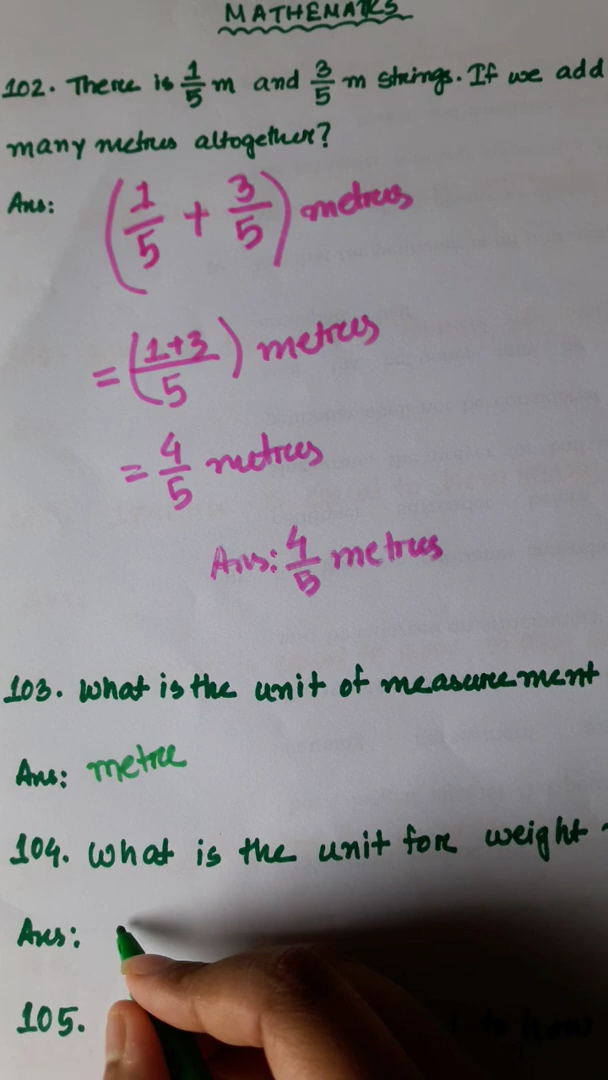 MATHEMATICS
102. There is 1/5 m and 3/5 m strings. If we add
many metres altogether?
Ans: (1/5 + 3/5) metres
= (1+3/5) metres
= 4/5 metres
Ans: 4/5 metres
103. What is the unit of measurement
Ans: metre
104. What is the unit for weight
Ans:
105.